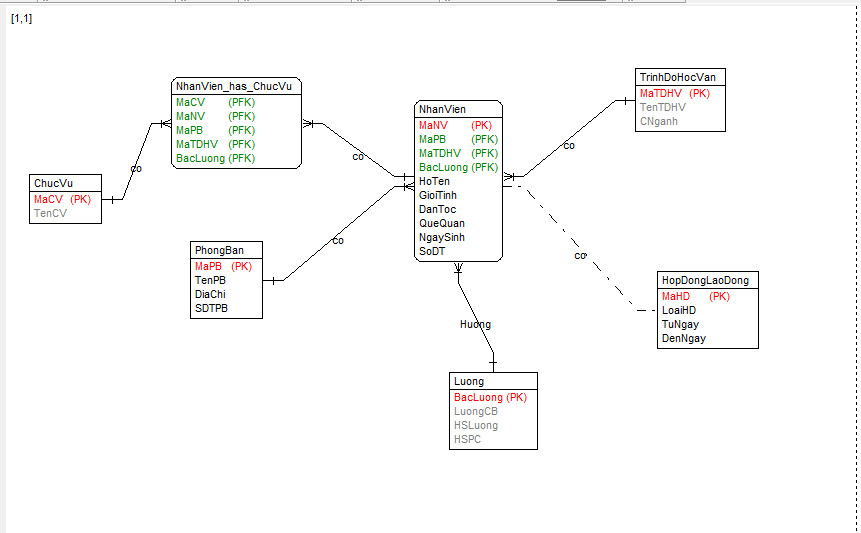 [1,1]
NhanVien_has_ChucVu
MaCV (PFK)
MaNV (PFK)
MaPB (PFK)
MaTDHV (PFK)
BacLuong (PFK)
co
co
ChucVu
MaCV (PK)
TenCV
NhanVien
MaNV (PK)
MaPB (PFK)
MaTDHV (PFK)
BacLuong (PFK)
HoTen
GioiTinh
DanToc
QueQuan
NgaySinh
SoDT
TrinhDoHocVan
MaTDHV (PK)
TenTDHV
CNganh
co
co
PhongBan
MaPB (PK)
TenPB
DiaChi
SDTPB
co
HopDongLaoDong
MaHD (PK)
LoaiHD
TuNgay
DenNgay
Huong
Luong
BacLuong (PK)
LuongCB
HSLuong
HSPC